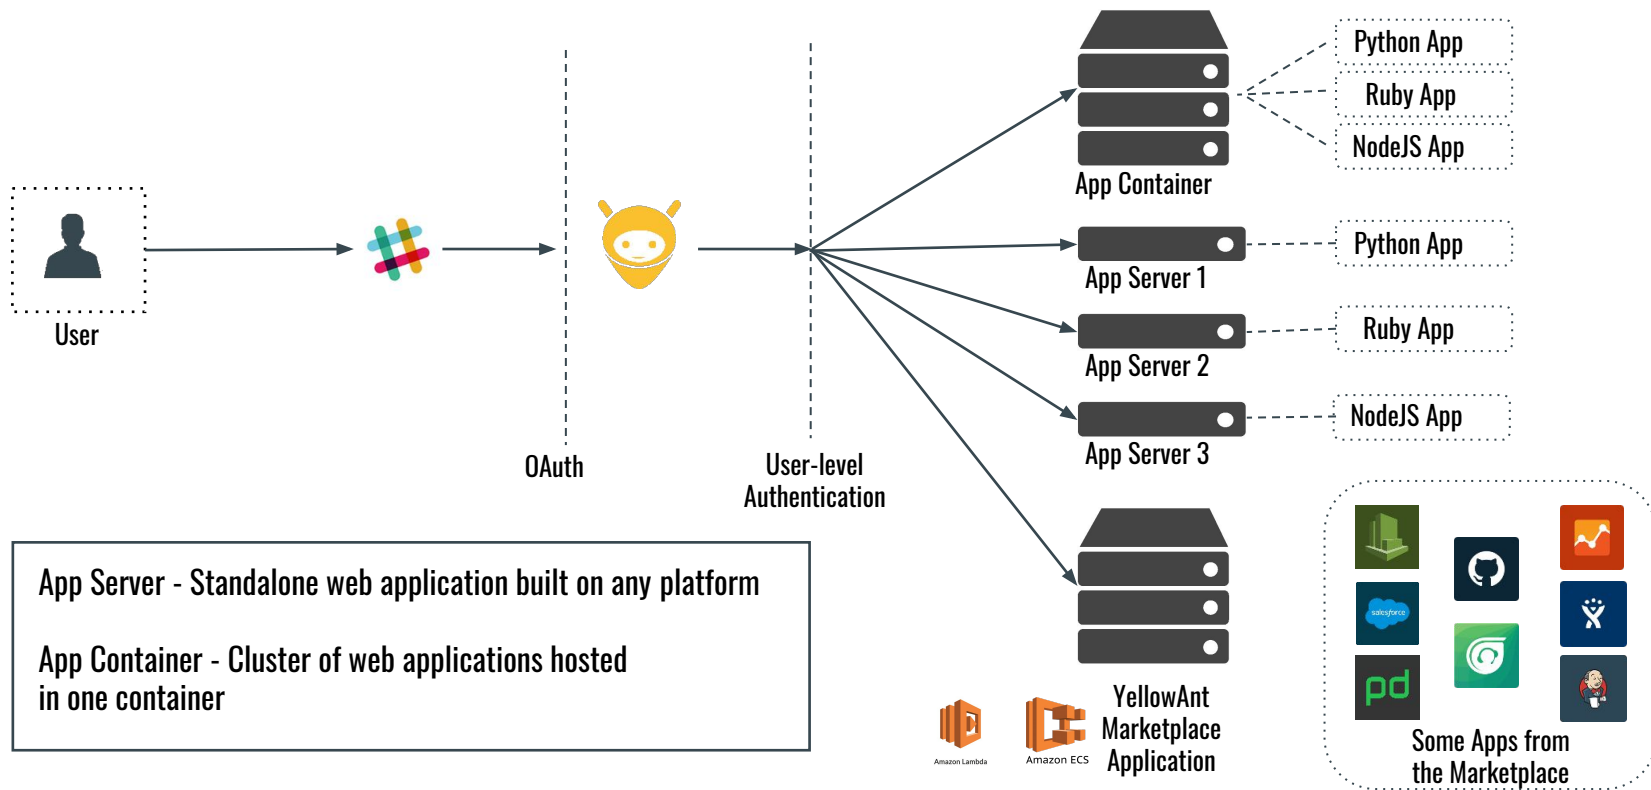 Python App
Ruby App
NodeJS App
App Container
User
Python App
App Server 1
Ruby App
App Server 2
NodeJS App
App Server 3
OAuth
User-level
Authentication
App Server - Standalone web application built on any platform
App Container - Cluster of web applications hosted
in one container
salesforce
pd
YellowAnt
Marketplace
Application
Amazon Lambda
Amazon ECS
Some Apps from
the Marketplace